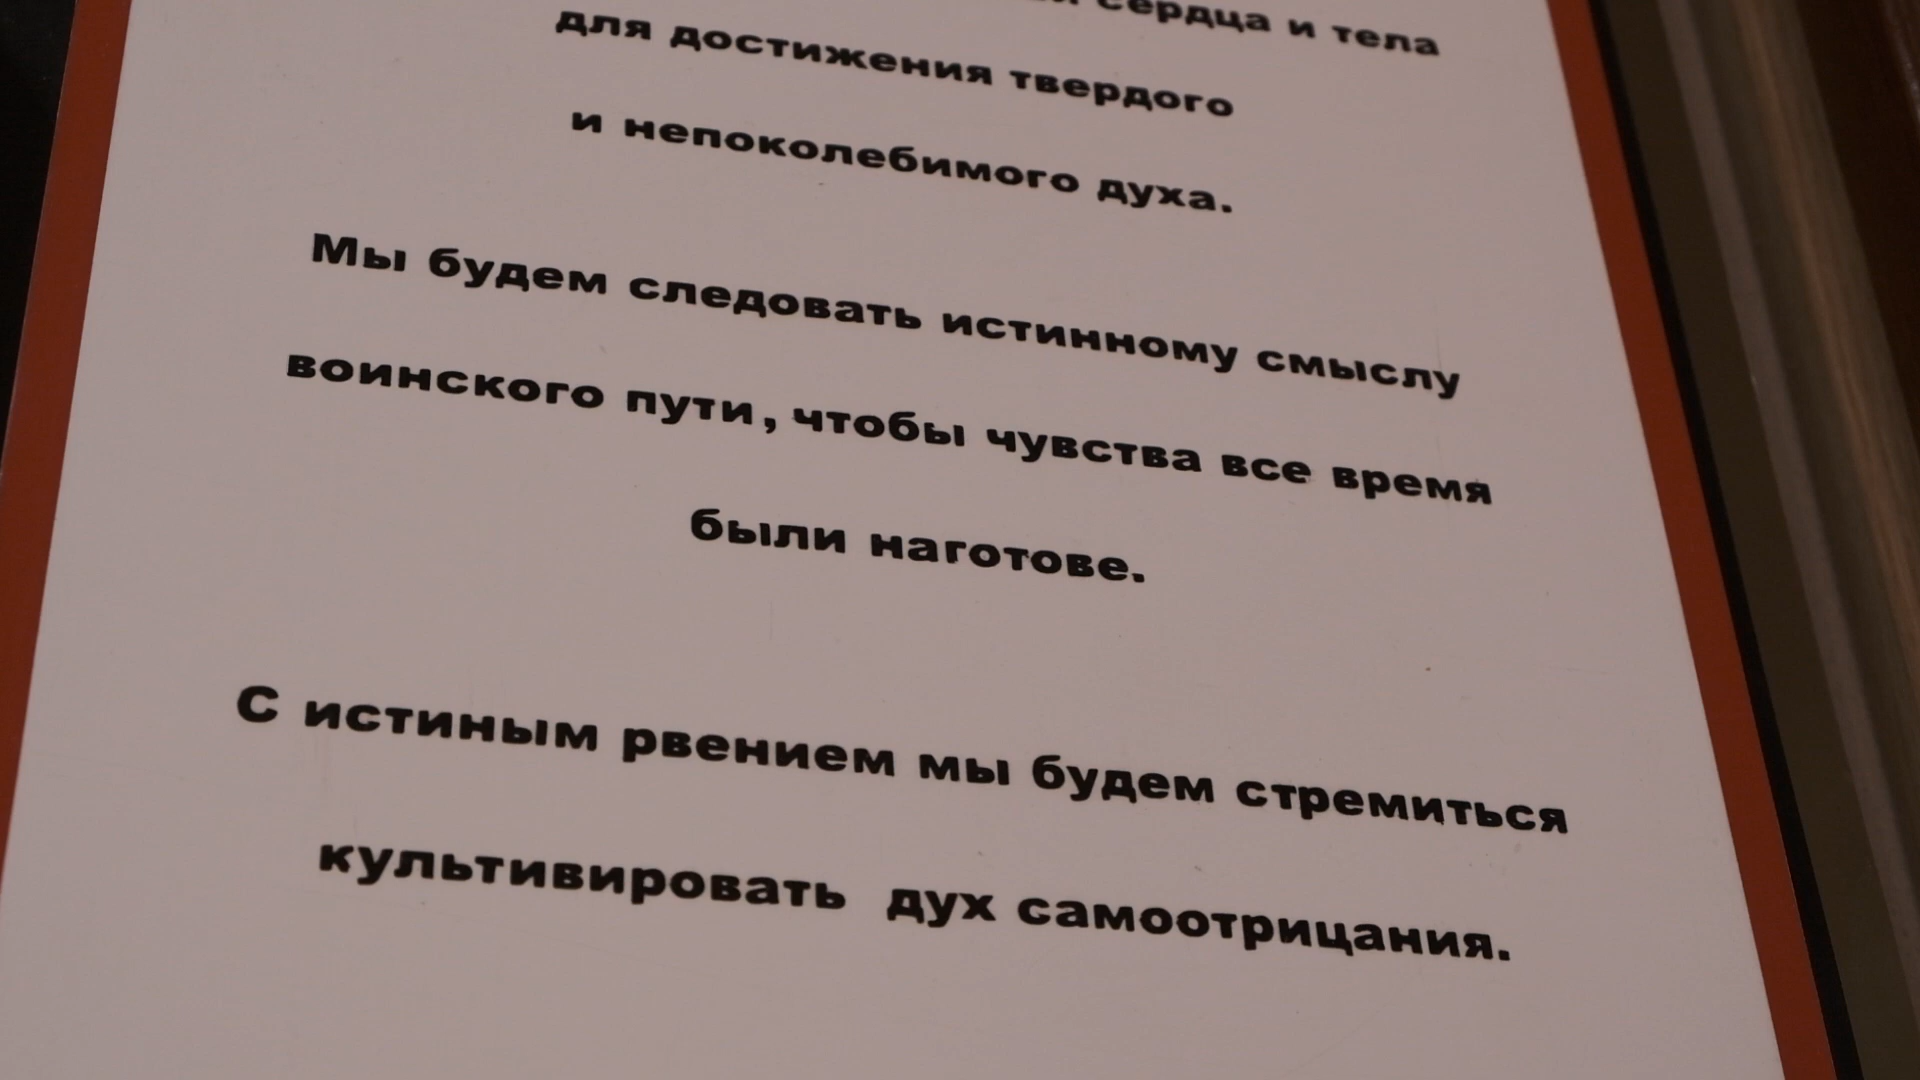 сердца и тела
для достижения твердого
и непоколебимого духа.
Мы будем следовать истинному смыслу
воинского пути, чтобы чувства все время
были наготове.
С истиным рвением мы будем стремиться
культивировать дух самоотрицания.